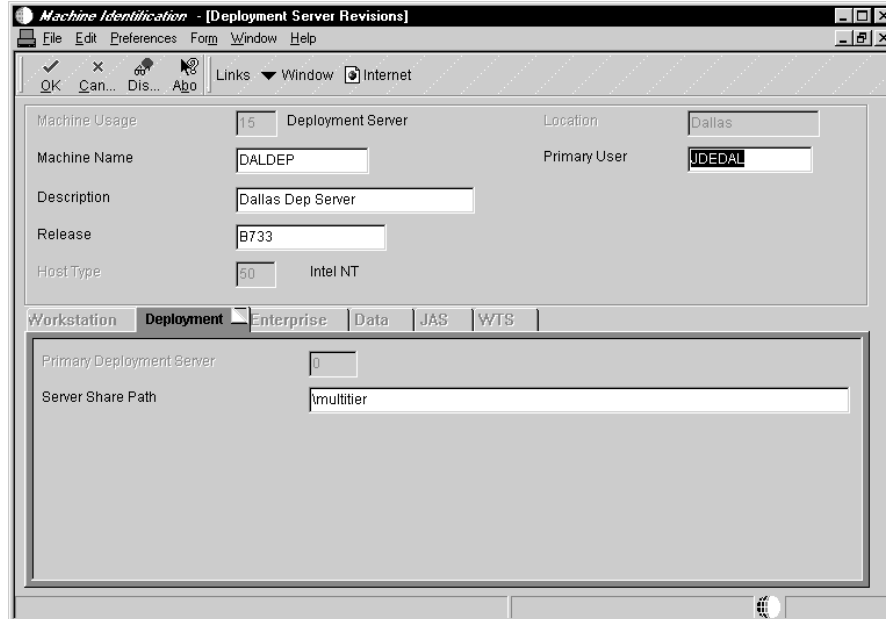 Machine Identification - [Deployment Server Revisions]
File Edit Preferences Form Window Help
OK Can... Dis... Abo Links Window Internet
Machine Usage 15 Deployment Server Location Dallas
Machine Name DALDEP Primary User JDEDAL
Description Dallas Dep Server
Release B733
Host Type 50 Intel NT
Workstation Deployment Enterprise Data JAS WTS
Primary Deployment Server 0
Server Share Path \multitier